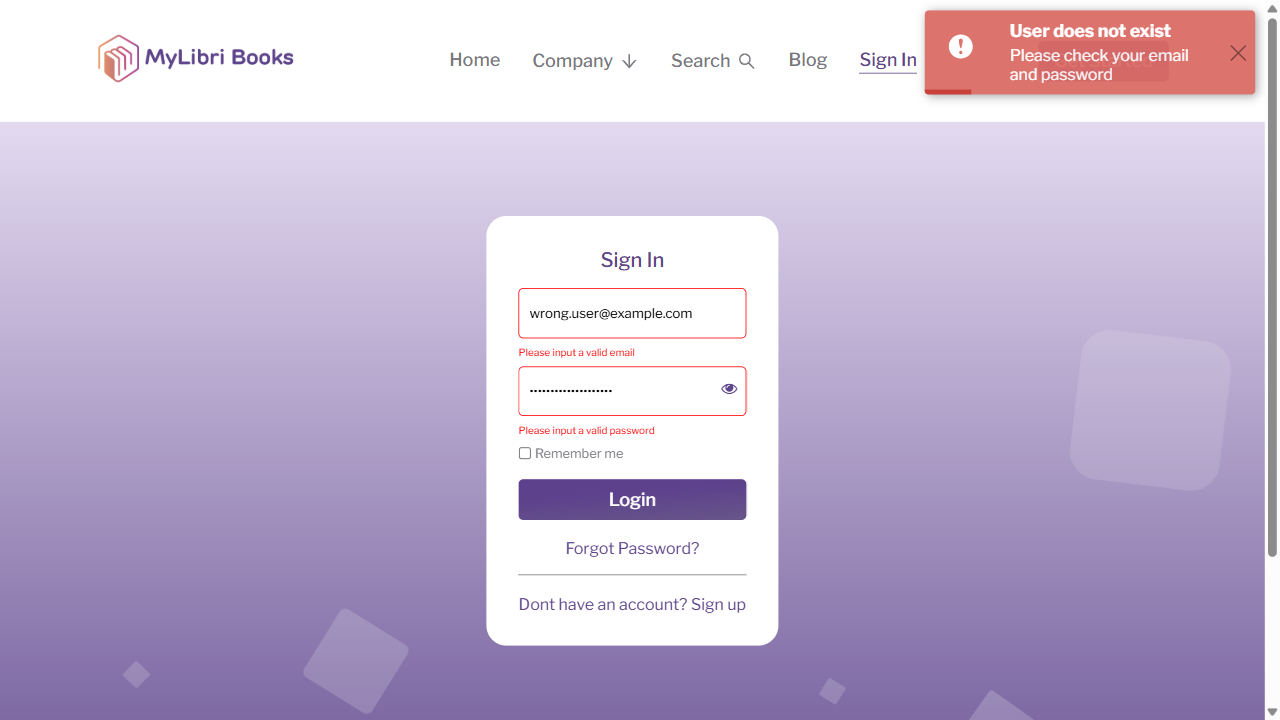 MyLibri Books
Home
Company
Search
Blog
Sign In
User does not exist
Please check your email
and password
Sign In
wrong.user@example.com
Please input a valid email
Please input a valid password
Remember me
Login
Forgot Password?
Dont have an account? Sign up